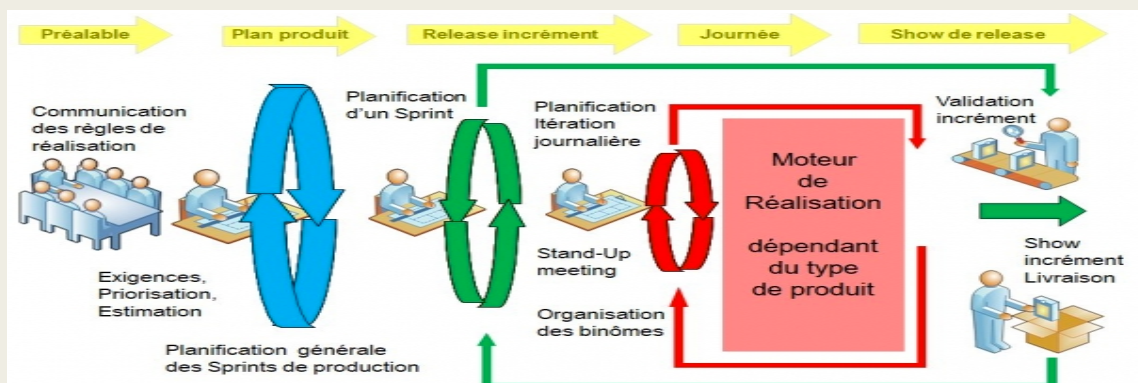 Préalable
Plan produit
Release incrément
Journée
Show de release
Communication
des règles de
réalisation
Exigences,
Priorisation,
Estimation
Planification générale
des Sprints de production
Planification
d'un Sprint
Planification
Itération
journalière
Stand-Up
meeting
Organisation
des binômes
Moteur
de
Réalisation
dépendant
du type
de produit
Validation
incrément
Show
incrément
Livraison